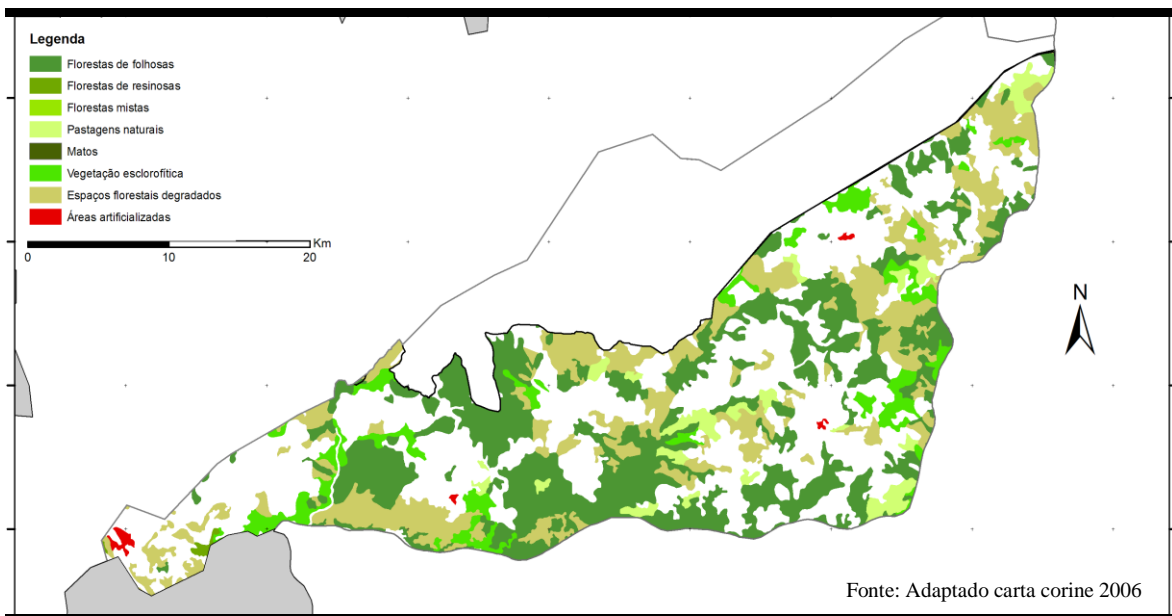 Legenda
Florestas de folhosas
Florestas de resinosas
Florestas mistas
Pastagens naturais
Matos
Vegetação esclorofítica
Espaços florestais degradados
Áreas artificializadas
Km
0 10 20
N
Fonte: Adaptado carta corine 2006